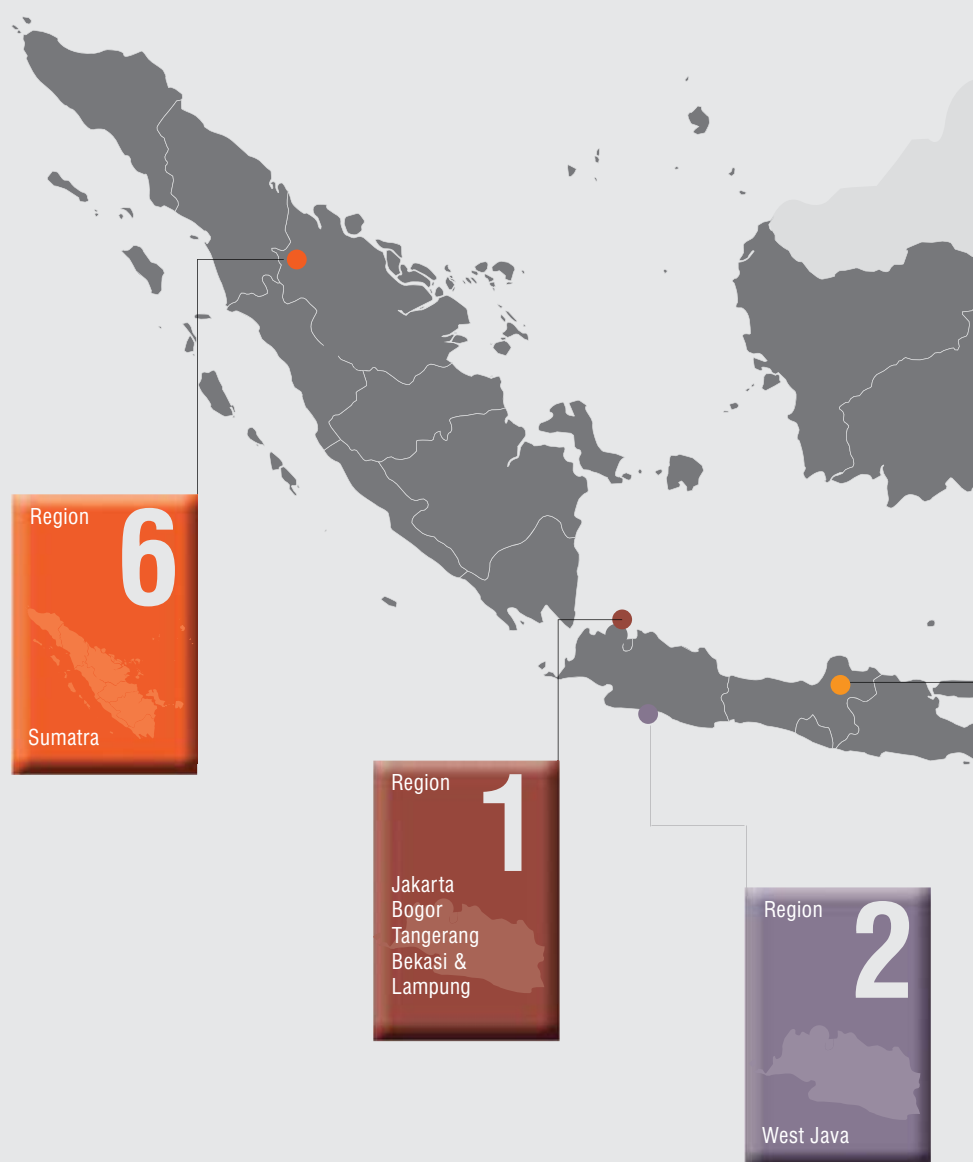 Region
6
Sumatra
Region
1
Jakarta
Bogor
Tangerang
Bekasi &
Lampung
Region
2
West Java